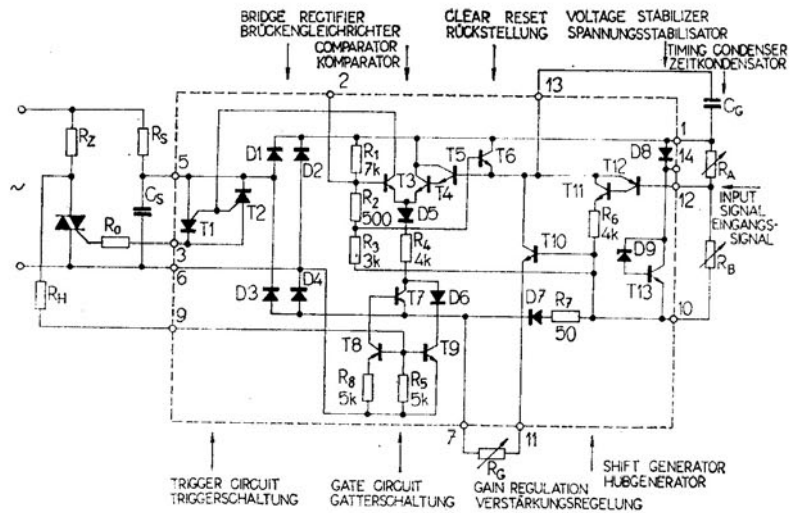 BRIDGE RECTIFIER
BRÜCKENGLEICHRICHTER
COMPARATOR
KOMPARATOR
CLEAR RESET
RÜCKSTELLUNG
VOLTAGE STABILIZER
SPANNUNGSSTABILISATOR
TIMING CONDENSER
ZEITKONDENSATOR
2
13
CG
RZ
RS
5
D1
D2
R1
7k
T3
T4
T5
T6
D8
1
14
RA
~
CS
T1
T2
R2
500
D5
T11
T12
12
INPUT
SIGNAL
EINGANGS-
SIGNAL
Ro
3
6
R3
3k
R4
4k
T10
R6
4k
D9
T13
RB
RH
9
D3
D4
T7
D6
D7
R7
50
10
T8
T9
R8
5k
R5
5k
7
11
RG
TRIGGER CIRCUIT
TRIGGERSCHALTUNG
GATE CIRCUIT
GATTERSCHALTUNG
GAIN REGULATION
VERSTÄRKUNGSREGELUNG
SHIFT GENERATOR
HUBGENERATOR